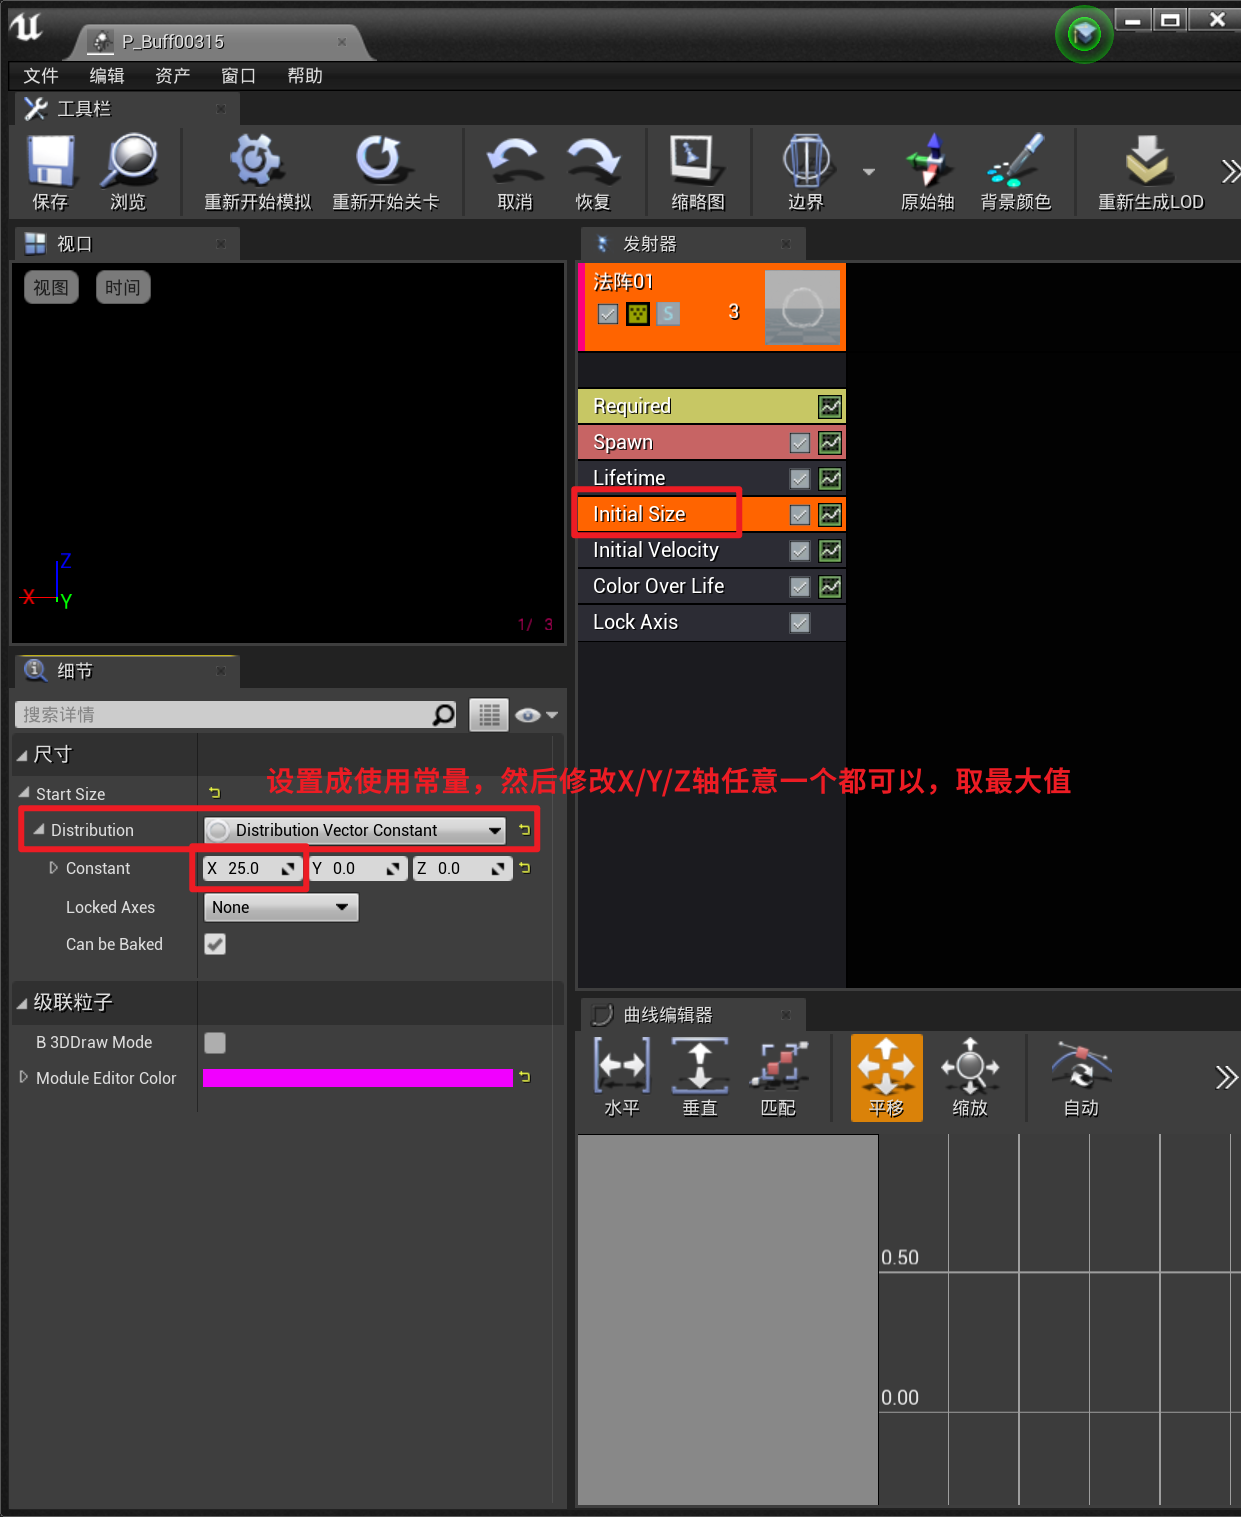 P_Buff00315
文件 编辑 资产 窗口 帮助
工具栏
保存 浏览 重新开始模拟 重新开始关卡 取消 恢复 缩略图 边界 原始轴 背景颜色 重新生成LOD
视口
视图 时间
Z
X
Y
1/ 3
发射器
法阵01
S 3
Required
Spawn
Lifetime
Initial Size
Initial Velocity
Color Over Life
Lock Axis
细节
搜索详情
尺寸
设置成使用常量，然后修改X/Y/Z轴任意一个都可以，取最大值
Start Size
Distribution Distribution Vector Constant
Constant X 25.0 Y 0.0 Z 0.0
Locked Axes None
Can be Baked
级联粒子
B 3DDraw Mode
Module Editor Color
曲线编辑器
水平 垂直 匹配 平移 缩放 自动
0.50
0.00